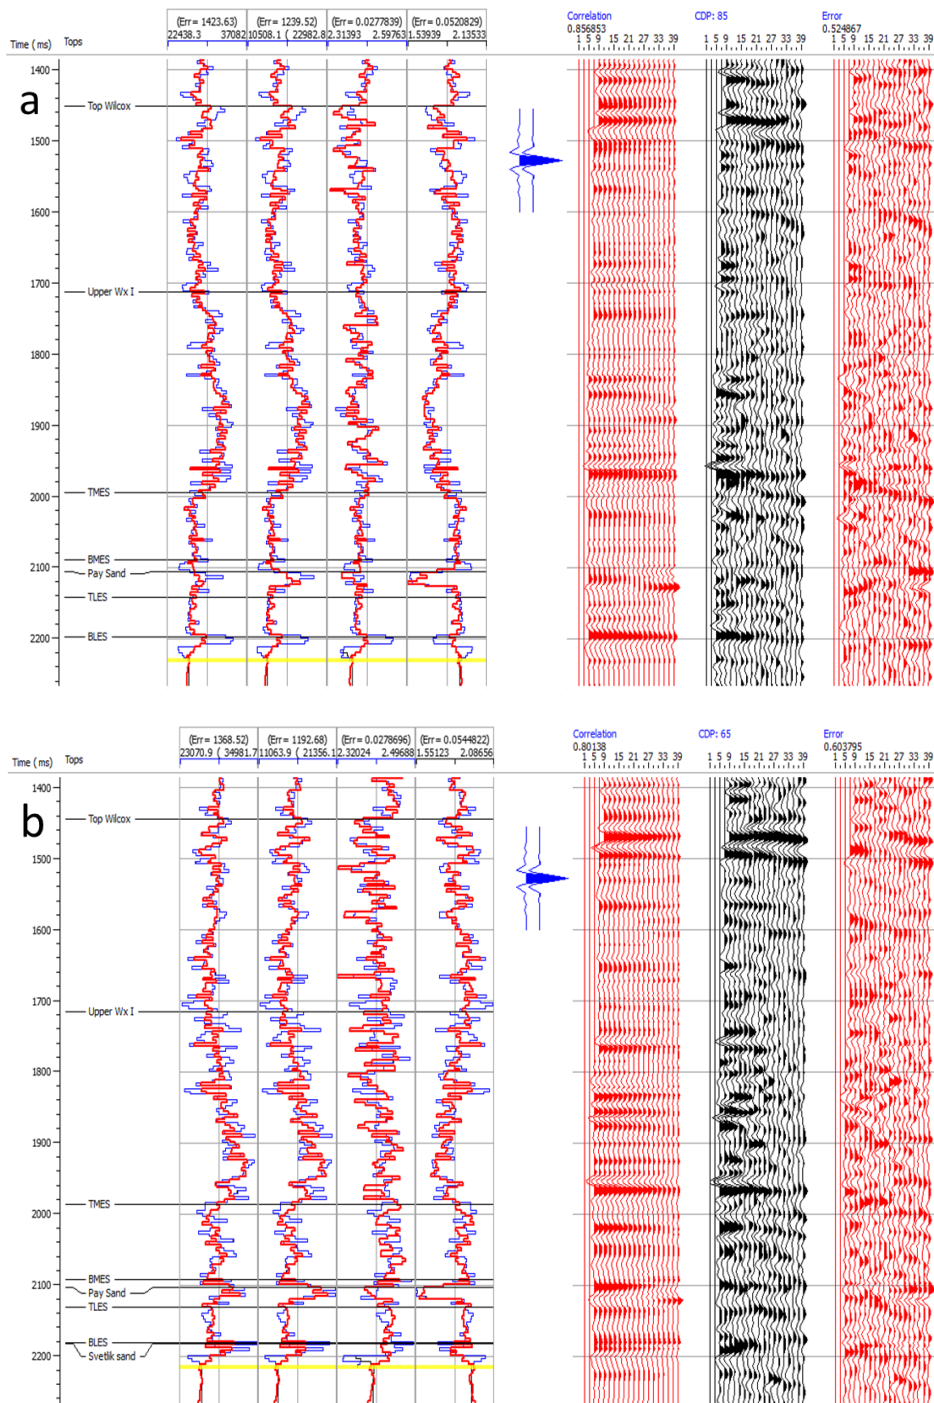 (Err= 1423.63) (Err= 1239.52) (Err= 0.0277839) (Err= 0.0520829)
22438.3 37082 10508.1 ( 22982.8 2.31393 2.59763 1.53939 2.13533
Correlation CDP: 85 Error
0.856853 0.524867
1 5 9 15 21 27 33 39 1 5 9 15 21 27 33 39 1 5 9 15 21 27 33 39
Time (ms) Tops
a
1400
Top Wilcox
1500
1600
1700
Upper Wx I
1800
1900
TMES
2000
BMES
2100
Pay Sand
TLES
BLES
2200
(Err= 1368.52) (Err= 1192.68) (Err= 0.0278696) (Err= 0.0544822)
23070.9 ( 34981.7 11063.9 ( 21356.1 2.32024 2.49688 1.55123 2.08656
Correlation CDP: 65 Error
0.80138 0.603795
1 5 9 15 21 27 33 39 1 5 9 15 21 27 33 39 1 5 9 15 21 27 33 39
Time (ms) Tops
b
1400
Top Wilcox
1500
1600
1700
Upper Wx I
1800
1900
TMES
2000
BMES
2100
Pay Sand
TLES
BLES
2200
Svetlik sand